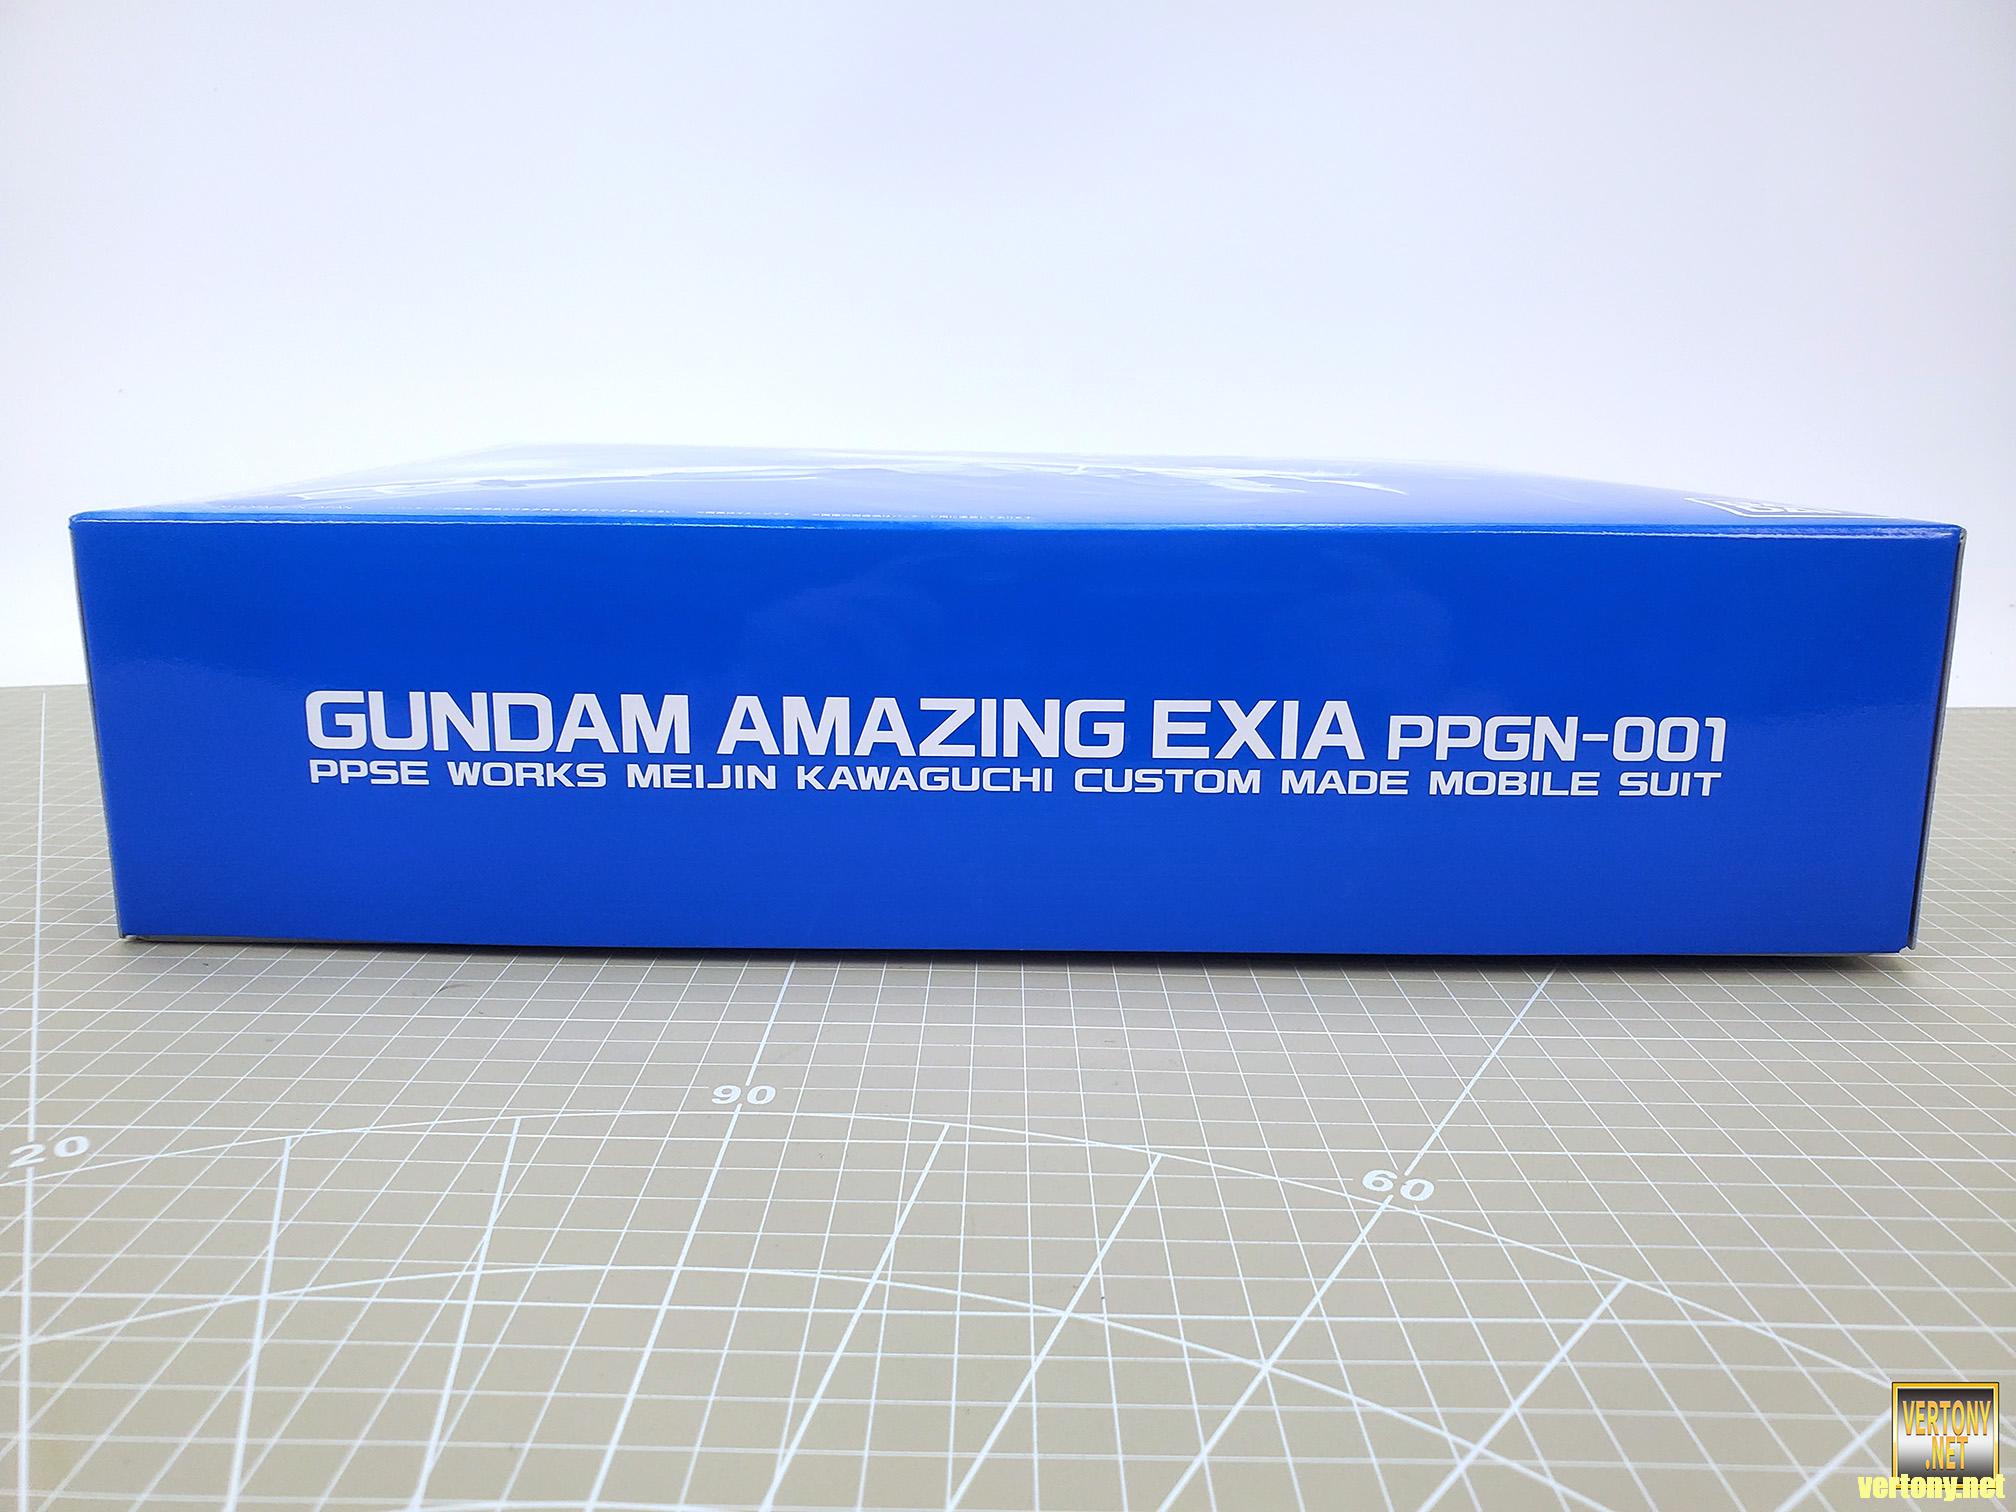 GUNDAM AMAZING EXIA PPGN-001
PPSE WORKS MEIJIN KAWAGUCHI CUSTOM MADE MOBILE SUIT
90
20
60
VERTONY
.NET
vertony.net